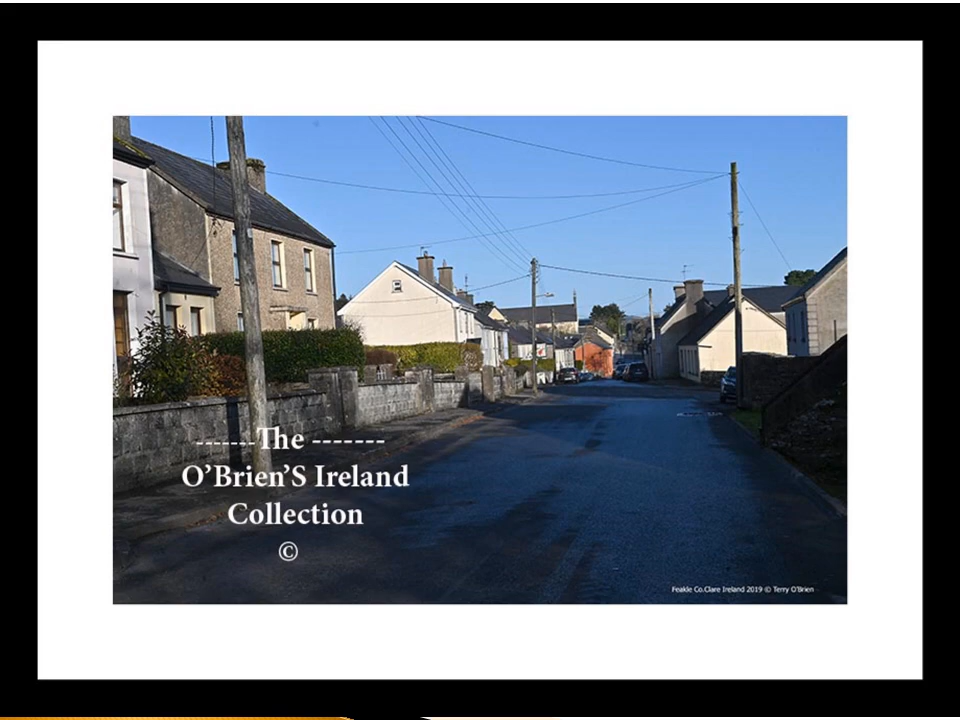 -------The -------
O’Brien’S Ireland
Collection
©
Feakle Co.Clare Ireland 2019 © Terry O'Brien